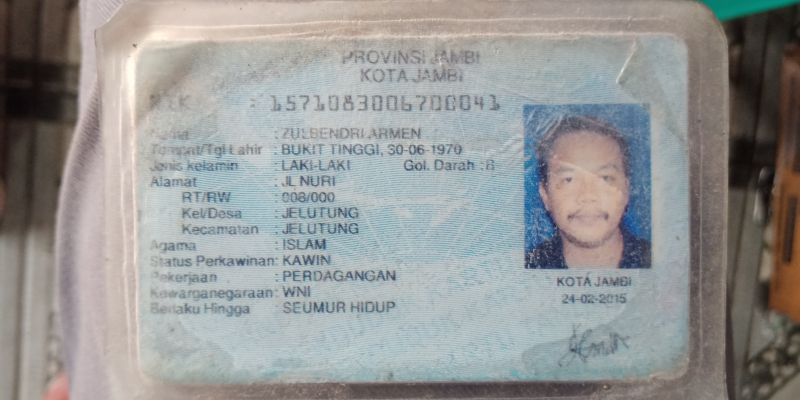 PROVINSI JAMBI
KOTA JAMBI
NIK : 1571083006700041
Nama : ZULBENDRI ARMEN
Tempat/Tgl Lahir : BUKIT TINGGI, 30-06-1970
Jenis kelamin : LAKI-LAKI Gol. Darah : B
Alamat : JL NURI
RT/RW : 008/000
Kel/Desa : JELUTUNG
Kecamatan : JELUTUNG
Agama : ISLAM
Status Perkawinan: KAWIN
Pekerjaan : PERDAGANGAN
Kewarganegaraan: WNI
Berlaku Hingga : SEUMUR HIDUP
KOTA JAMBI
24-02-2015